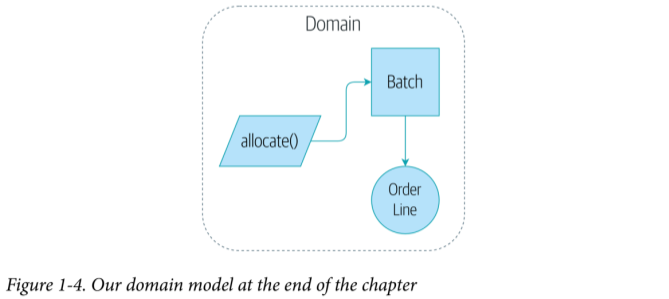 Domain
Batch
allocate()
Order
Line
Figure 1-4. Our domain model at the end of the chapter